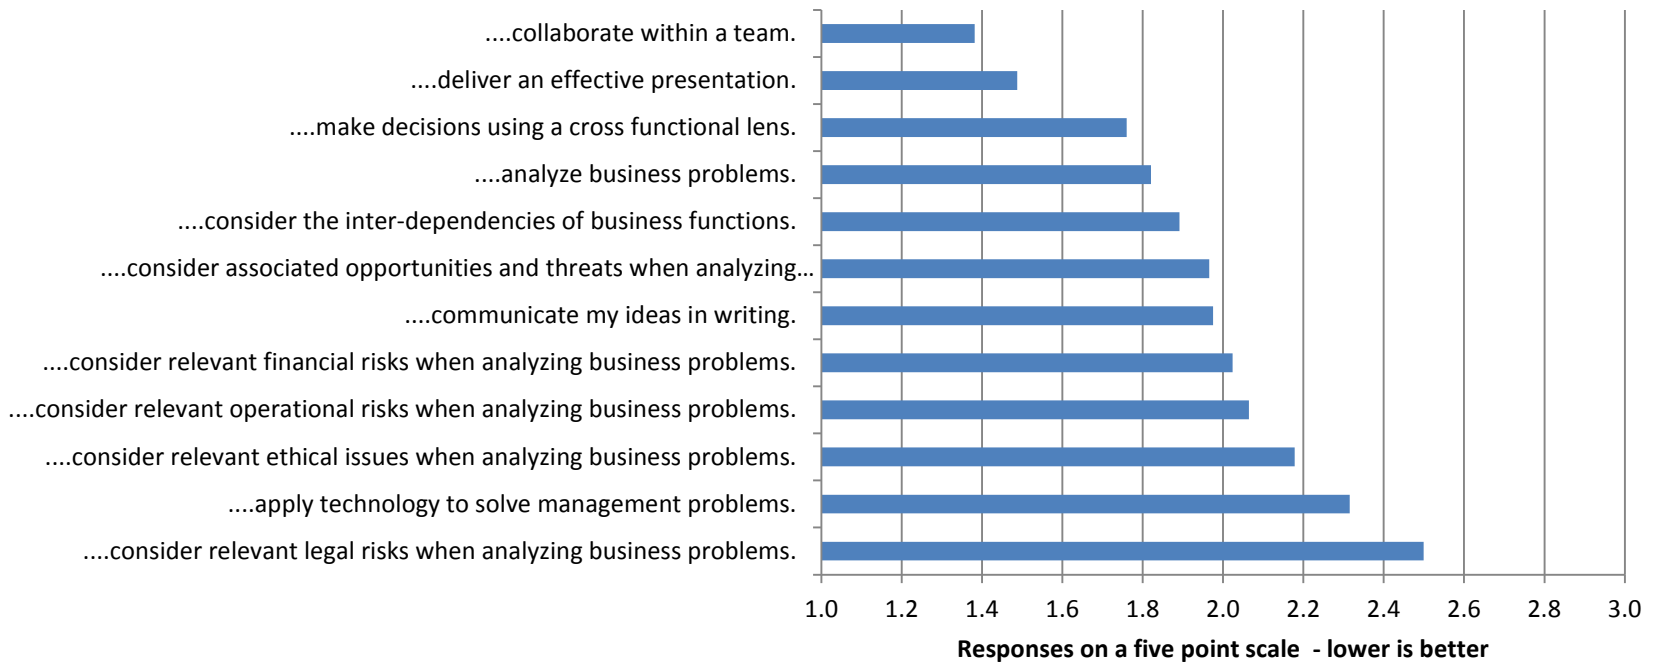 ....collaborate within a team.
....deliver an effective presentation.
....make decisions using a cross functional lens.
....analyze business problems.
....consider the inter-dependencies of business functions.
....consider associated opportunities and threats when analyzing...
....communicate my ideas in writing.
....consider relevant financial risks when analyzing business problems.
....consider relevant operational risks when analyzing business problems.
....consider relevant ethical issues when analyzing business problems.
....apply technology to solve management problems.
....consider relevant legal risks when analyzing business problems.
1.0 1.2 1.4 1.6 1.8 2.0 2.2 2.4 2.6 2.8 3.0
Responses on a five point scale - lower is better